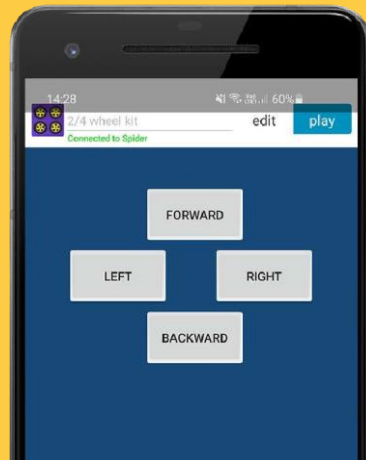 14:28 60%
2/4 wheel kit edit play
Connected to Spider
FORWARD
LEFT RIGHT
BACKWARD